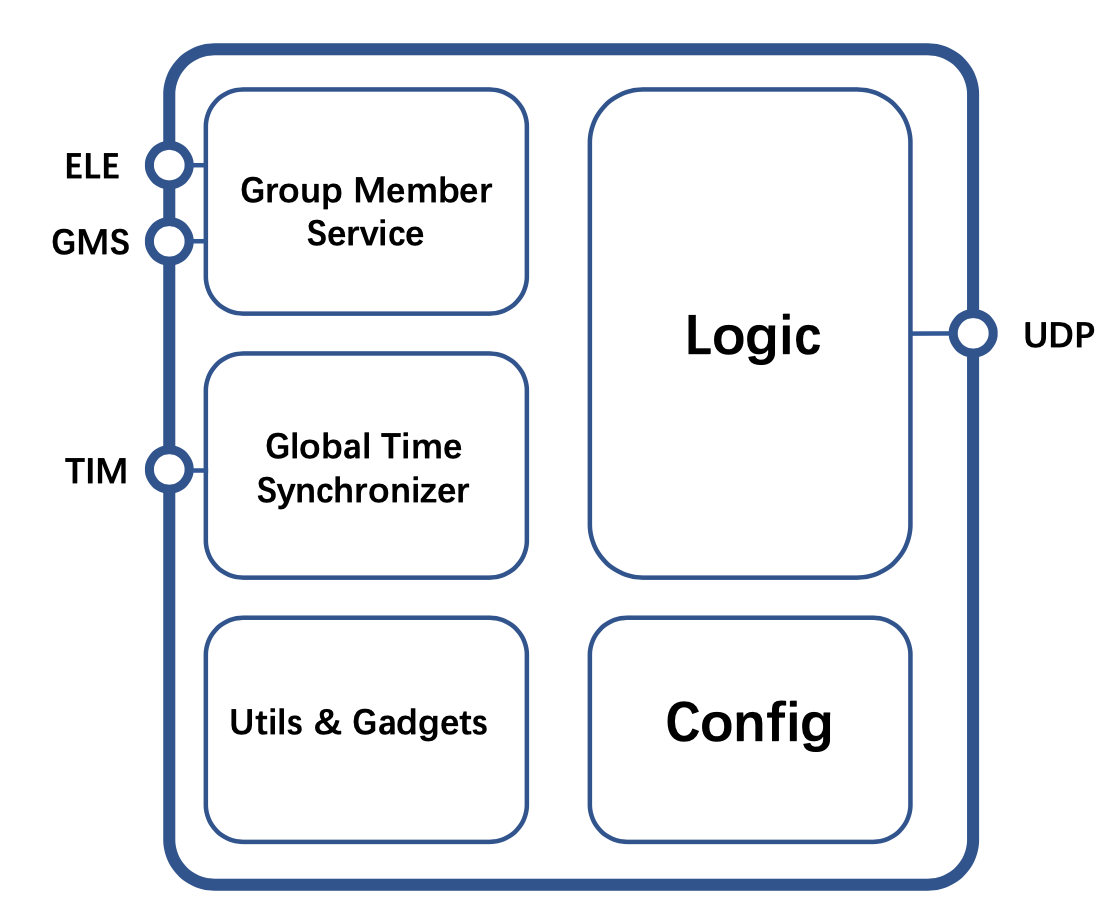 ELE
GMS
Group Member
Service
Logic
UDP
TIM
Global Time
Synchronizer
Utils & Gadgets
Config